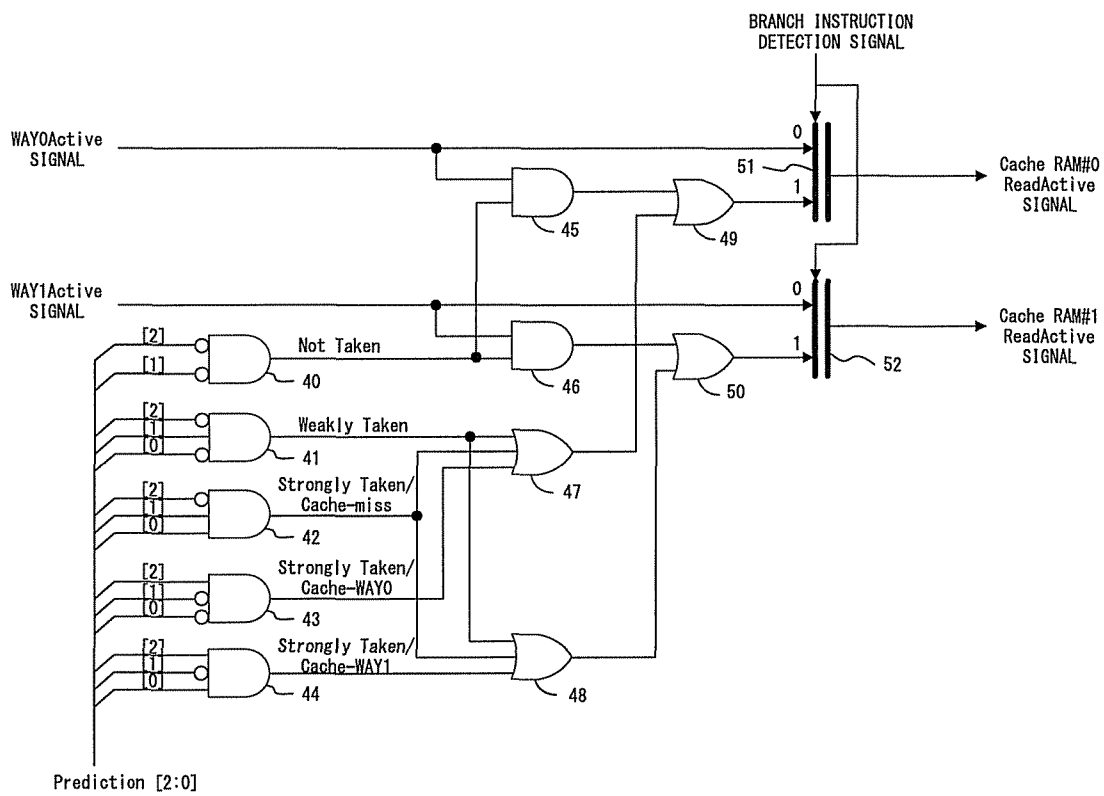 BRANCH INSTRUCTION
DETECTION SIGNAL
WAY0Active
SIGNAL
0
51
1
Cache RAM#0
ReadActive
SIGNAL
45
49
WAY1Active
SIGNAL
0
Cache RAM#1
ReadActive
SIGNAL
1
52
46
50
[2]
[1]
Not Taken
40
[2]
1
[0]
Weakly Taken
41
47
[2]
1
[0]
Strongly Taken/
Cache-miss
42
[2]
[1]
[0]
Strongly Taken/
Cache-WAY0
43
[2]
1
[0]
Strongly Taken/
Cache-WAY1
44
48
Prediction [2:0]